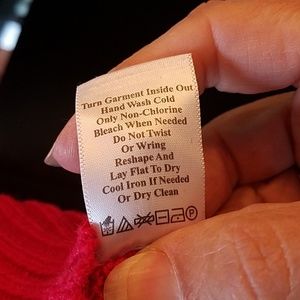 Turn Garment Inside Out
Hand Wash Cold
Only Non-Chlorine
Bleach When Needed
Do Not Twist
Or Wring
Reshape And
Lay Flat To Dry
Cool Iron If Needed
Or Dry Clean